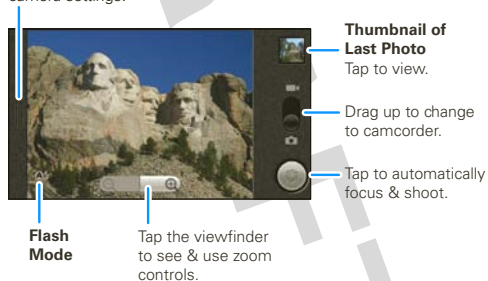 camera settings.
Thumbnail of
Last Photo
Tap to view.
Drag up to change
to camcorder.
Tap to automatically
focus & shoot.
Flash
Mode
Tap the viewfinder
to see & use zoom
controls.